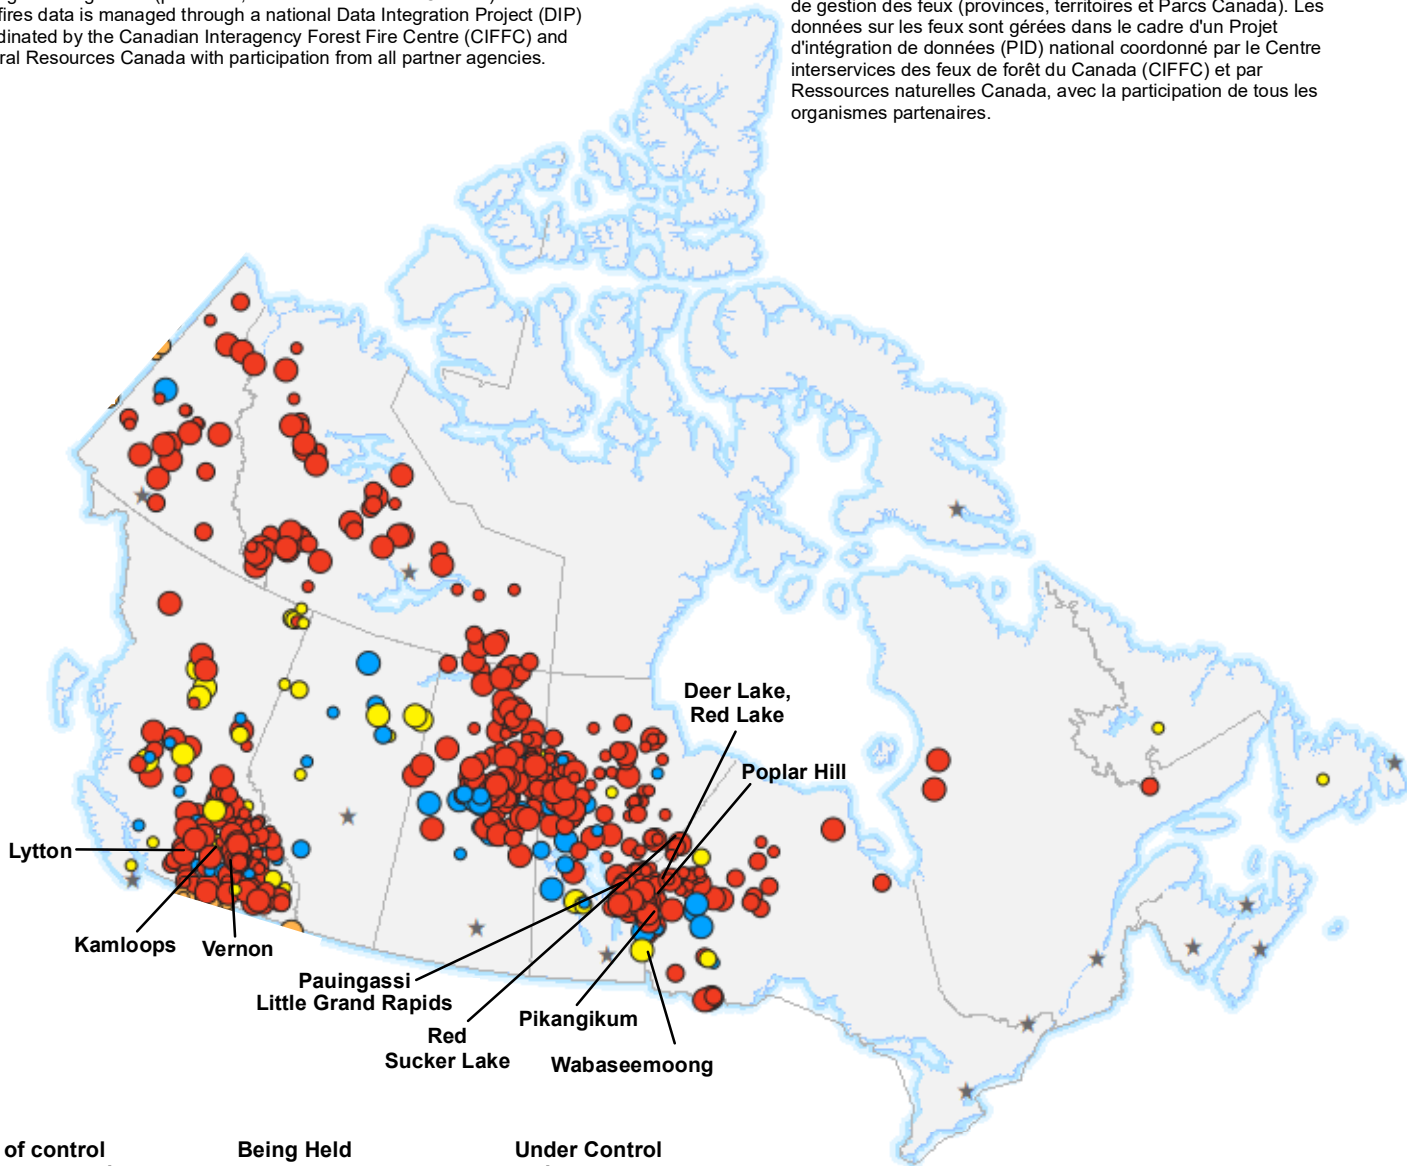 fires data is managed through a national Data Integration Project (DIP)
dinated by the Canadian Interagency Forest Fire Centre (CIFFC) and
ral Resources Canada with participation from all partner agencies.
de gestion des feux (provinces, territoires et Parcs Canada). Les
données sur les feux sont gérées dans le cadre d'un Projet
d'intégration de données (PID) national coordonné par le Centre
interservices des feux de forêt du Canada (CIFFC) et par
Ressources naturelles Canada, avec la participation de tous les
organismes partenaires.
Deer Lake,
Red Lake
Poplar Hill
Lytton
Kamloops
Vernon
Pauingassi
Little Grand Rapids
Red
Sucker Lake
Pikangikum
Wabaseemoong
of control
Being Held
Under Control